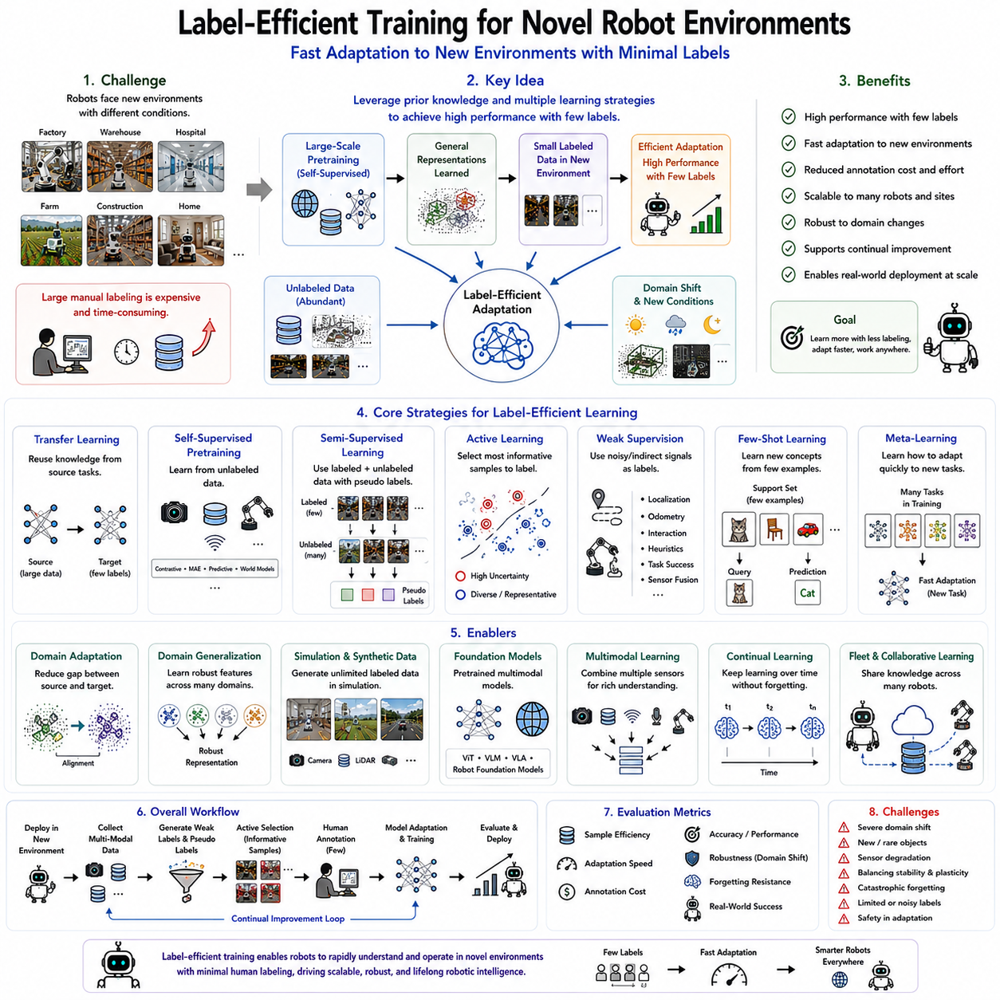 Label-Efficient Training for Novel Robot Environments
Fast Adaptation to New Environments with Minimal Labels
1. Challenge
Robots face new environments
with different conditions.
Factory
Warehouse
Hospital
Farm
Construction
Home
...
Large manual labeling is expensive
and time-consuming.
2. Key Idea
Leverage prior knowledge and multiple learning strategies
to achieve high performance with few labels.
Large-Scale
Pretraining
(Self-Supervised)
General
Representations
Learned
Small Labeled
Data in New
Environment
...
Efficient Adaptation
High Performance
with Few Labels
Unlabeled Data
(Abundant)
...
Label-Efficient
Adaptation
Domain Shift
& New Conditions
...
3. Benefits
High performance with few labels
Fast adaptation to new environments
Reduced annotation cost and effort
Scalable to many robots and sites
Robust to domain changes
Supports continual improvement
Enables real-world deployment at scale
Goal
Learn more with less labeling,
adapt faster, work anywhere.
4. Core Strategies for Label-Efficient Learning
Transfer Learning
Reuse knowledge from
source tasks.
Source
(large data)
Target
(few labels)
Self-Supervised
Pretraining
Learn from unlabeled
data.
...
Contrastive • MAE • Predictive • World Models
...
Semi-Supervised
Learning
Use labeled + unlabeled
data with pseudo labels.
Labeled
(few)
...
Unlabeled
(many)
...
Pseudo
Labels
Active Learning
Select most informative
samples to label.
High Uncertainty
Diverse / Representative
Weak Supervision
Use noisy/indirect signals
as labels.
• Localization
• Odometry
• Interaction
• Heuristics
• Task Success
• Sensor Fusion
...
Few-Shot Learning
Learn new concepts
from few examples.
Support Set
(few examples)
...
Query
Prediction
Cat
Meta-Learning
Learn how to adapt
quickly to new tasks.
Many Tasks
in Training
Fast Adaptation
(New Task)
5. Enablers
Domain Adaptation
Reduce gap between
source and target.
Alignment
Domain Generalization
Learn robust features
across many domains.
Robust
Representation
Simulation & Synthetic Data
Generate unlimited labeled data
in simulation.
Camera
LiDAR
...
Foundation Models
Pretrained multimodal
models.
ViT • VLM • VLA •
Robot Foundation Models
Multimodal Learning
Combine multiple sensors
for rich understanding.
Continual Learning
Keep learning over time
without forgetting.
t1
t2
tn
Time
Fleet & Collaborative Learning
Share knowledge across
many robots.
6. Overall Workflow
Deploy in
New
Environment
Collect
Multi-Modal
Data
...
Generate Weak
Labels & Pseudo
Labels
Active Selection
(Informative
Samples)
...
Human
Annotation
(Few)
Model Adaptation
& Training
Evaluate &
Deploy
Continual Improvement Loop
7. Evaluation Metrics
Sample Efficiency
Adaptation Speed
$
Annotation Cost
Accuracy / Performance
Robustness (Domain Shift)
Forgetting Resistance
Real-World Success
8. Challenges
Severe domain shift
New / rare objects
Sensor degradation
Balancing stability & plasticity
Catastrophic forgetting
Limited or noisy labels
Safety in adaptation
Label-efficient training enables robots to rapidly understand and operate in novel environments
with minimal human labeling, driving scalable, robust, and lifelong robotic intelligence.
Few Labels
Fast Adaptation
Smarter Robots
Everywhere